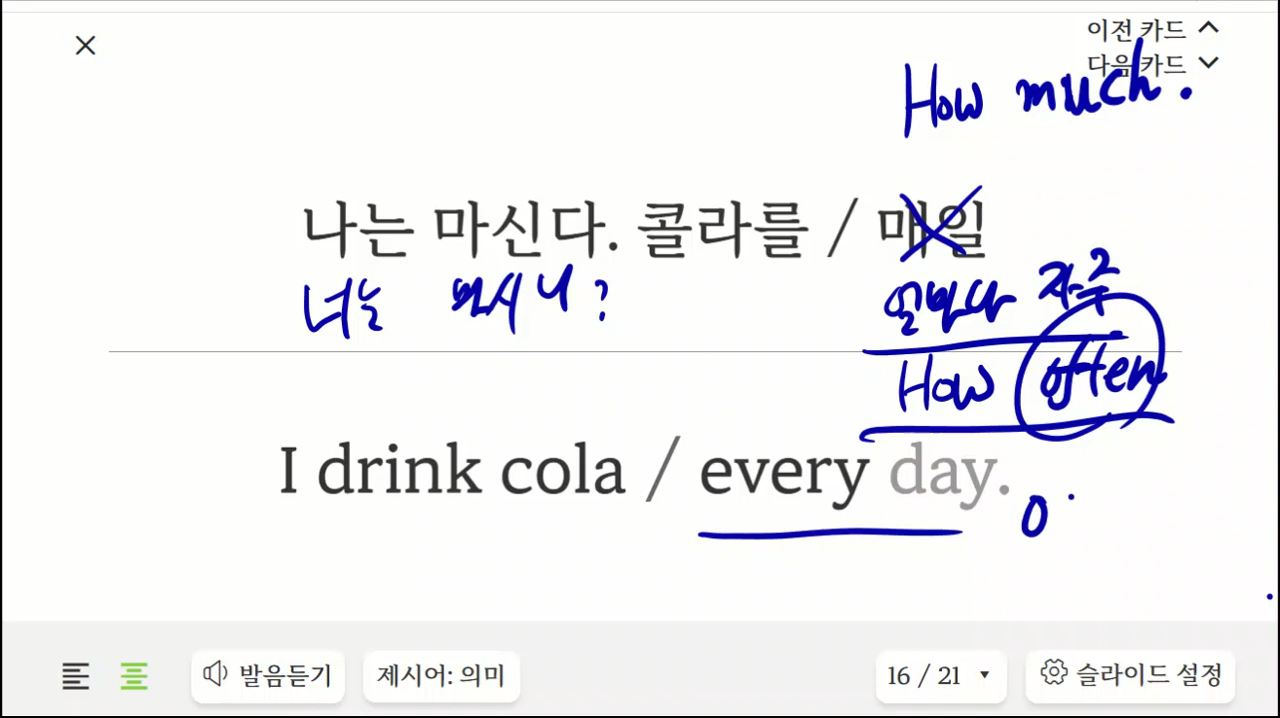 이전 카드
다음 카드
How much.
나는 마신다. 콜라를 / 매일
너는 마시니? 얼마나 자주
How often
I drink cola / every day.
발음듣기 제시어: 의미 16 / 21 슬라이드 설정